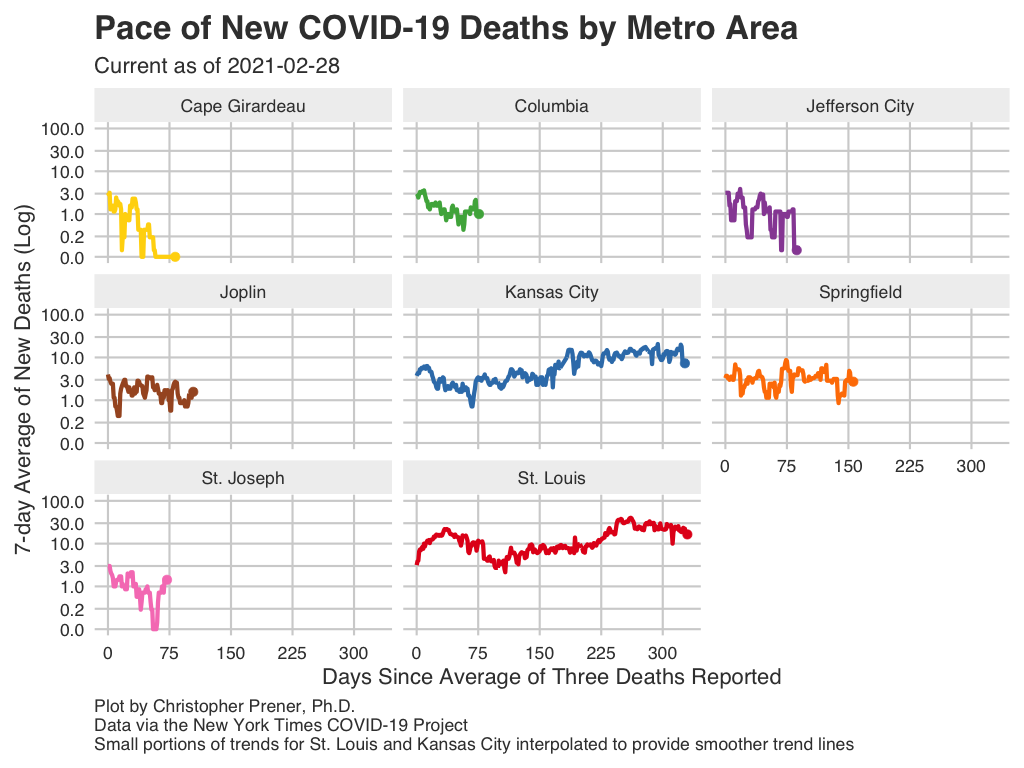 Pace of New COVID-19 Deaths by Metro Area
Current as of 2021-02-28
Cape Girardeau
Columbia
Jefferson City
100.0
30.0
10.0
3.0
1.0
0.2
0.0
Joplin
Kansas City
Springfield
100.0
30.0
10.0
3.0
1.0
0.2
0.0
0 75 150 225 300
St. Joseph
St. Louis
100.0
30.0
10.0
3.0
1.0
0.2
0.0
0 75 150 225 300
0 75 150 225 300
7-day Average of New Deaths (Log)
Days Since Average of Three Deaths Reported
Plot by Christopher Prener, Ph.D.
Data via the New York Times COVID-19 Project
Small portions of trends for St. Louis and Kansas City interpolated to provide smoother trend lines